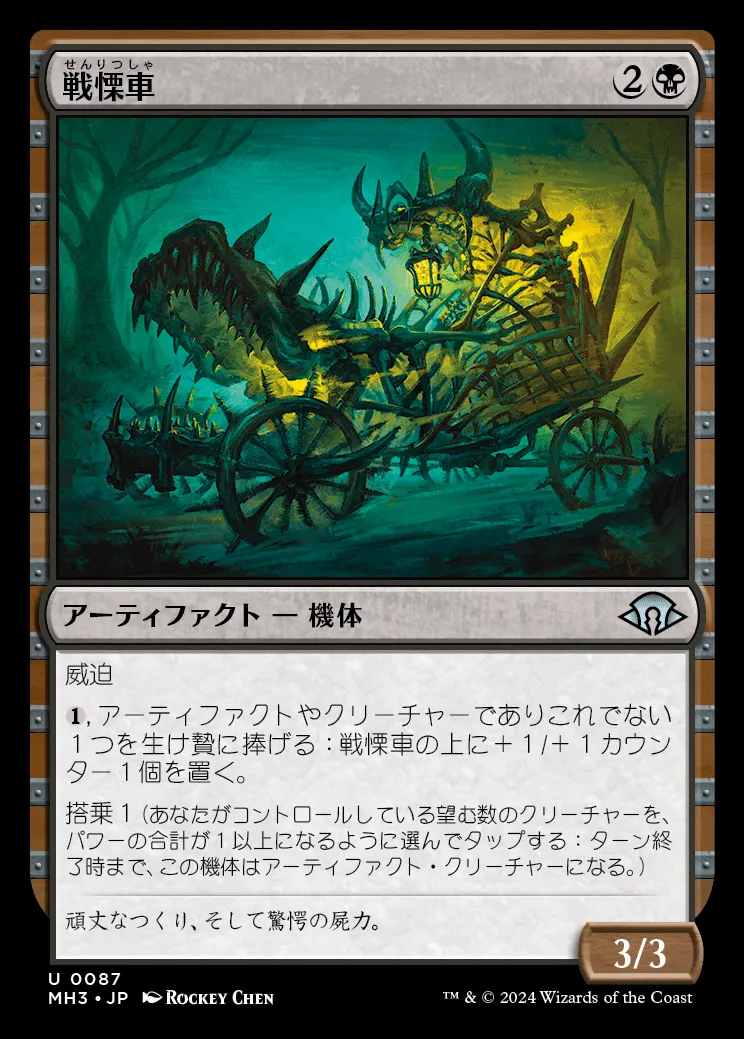 せんりつしゃ
戦慄車 2
アーティファクト — 機体
威迫
1, アーティファクトやクリーチャーでありこれでない
１つを生け贄に捧げる：戦慄車の上に＋１/＋１カウン
ター１個を置く。
搭乗１（あなたがコントロールしている望む数のクリーチャーを、
パワーの合計が１以上になるように選んでタップする：ターン終
了時まで、この機体はアーティファクト・クリーチャーになる。）
頑丈なつくり、そして驚愕の屍力。
3/3
U 0087
MH3 • JP ROCKEY CHEN
™ & © 2024 Wizards of the Coast